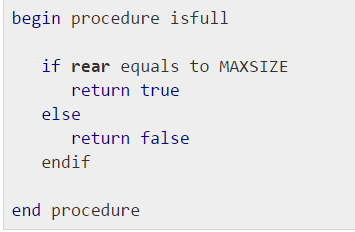 begin procedure isfull
if rear equals to MAXSIZE
return true
else
return false
endif
end procedure